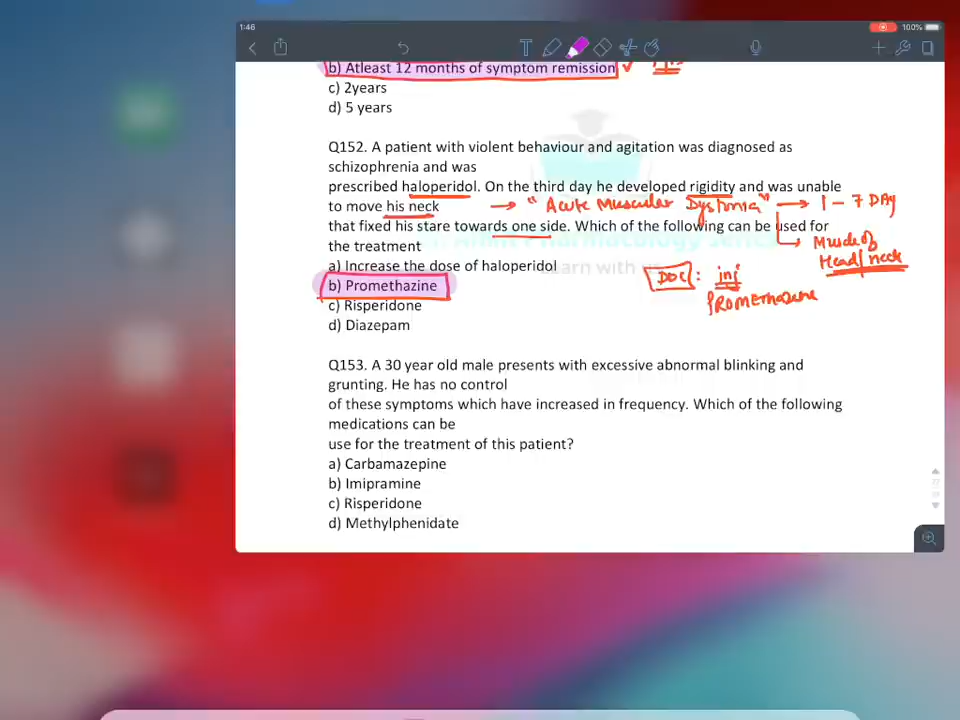 1:46
100%
b) Atleast 12 months of symptom remission
c) 2years
d) 5 years
Q152. A patient with violent behaviour and agitation was diagnosed as
schizophrenia and was
prescribed haloperidol. On the third day he developed rigidity and was unable
to move his neck → " Acute Muscular Dystonia" → 1 - 7 DAy
that fixed his stare towards one side. Which of the following can be used for
the treatment
Muscle of
Head/neck
a) Increase the dose of haloperidol
DOC : inj
PROMEthazine
b) Promethazine
c) Risperidone
d) Diazepam
Q153. A 30 year old male presents with excessive abnormal blinking and
grunting. He has no control
of these symptoms which have increased in frequency. Which of the following
medications can be
use for the treatment of this patient?
a) Carbamazepine
b) Imipramine
c) Risperidone
d) Methylphenidate